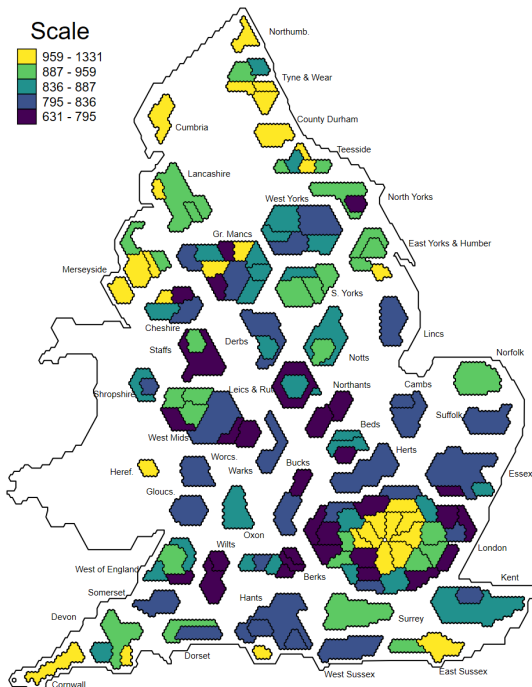 Scale
959 - 1331
887 - 959
836 - 887
795 - 836
631 - 795
Northumb.
Tyne & Wear
County Durham
Cumbria
Teesside
Lancashire
North Yorks
West Yorks
Gr. Mancs
East Yorks & Humber
Merseyside
S. Yorks
Cheshire
Derbs
Lincs
Staffs
Notts
Norfolk
Shropshire
Leics & Rut
Northants
Cambs
Suffolk
West Mids
Beds
Worcs.
Herts
Heref.
Warks
Bucks
Essex
Gloucs.
Oxon
Wilts
London
West of England
Berks
Kent
Somerset
Hants
Devon
Surrey
Dorset
West Sussex
East Sussex
Cornwall